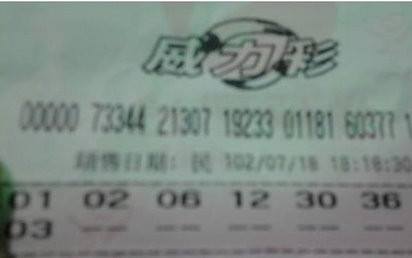 威力彩
00000 73344 21307 19233 01181 60377
銷售日期: 民 102/07/18 18:18:30
01 02 06 12 30 36
03 -- -- -- -- --